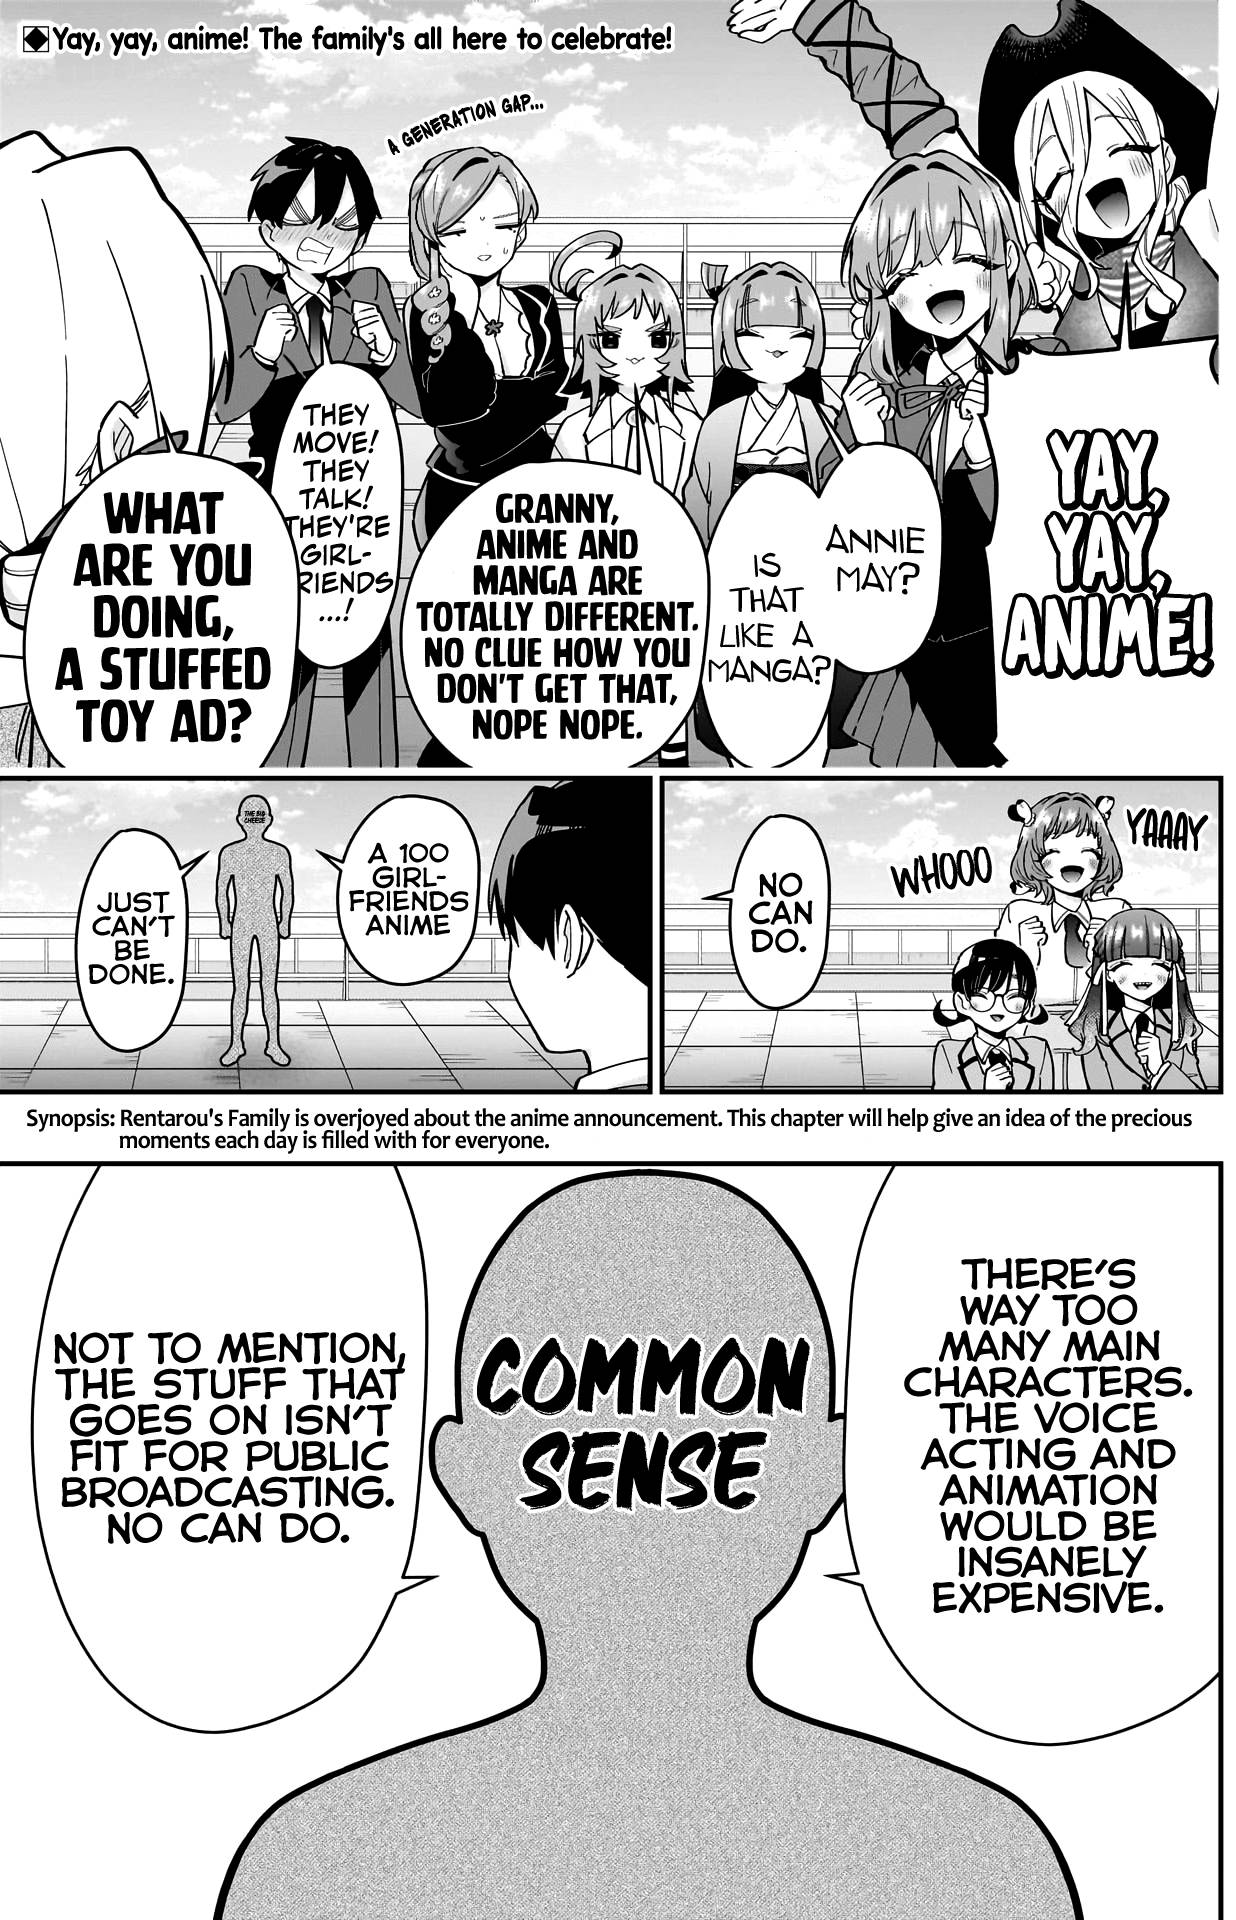 Yay, yay, anime! The family's all here to celebrate!
YAY,
YAY,
ANIME!
ANNIE
MAY?
IS
THAT
LIKE A
MANGA?
A GENERATION GAP...
GRANNY,
ANIME AND
MANGA ARE
TOTALLY DIFFERENT.
NO CLUE HOW YOU
DON'T GET THAT,
NOPE NOPE.
THEY
MOVE!
THEY
TALK!
THEY'RE
GIRL-
FRIENDS
...!
WHAT
ARE YOU
DOING,
A STUFFED
TOY AD?
YAAAY
WHOOO
NO
CAN
DO.
A 100
GIRL-
FRIENDS
ANIME
THE BIG
CHEESE
JUST
CAN'T
BE
DONE.
Synopsis: Rentarou's Family is overjoyed about the anime announcement. This chapter will help give an idea of the precious
moments each day is filled with for everyone.
THERE'S
WAY TOO
MANY MAIN
CHARACTERS.
THE VOICE
ACTING AND
ANIMATION
WOULD BE
INSANELY
EXPENSIVE.
COMMON
SENSE
NOT TO MENTION,
THE STUFF THAT
GOES ON ISN'T
FIT FOR PUBLIC
BROADCASTING.
NO CAN DO.